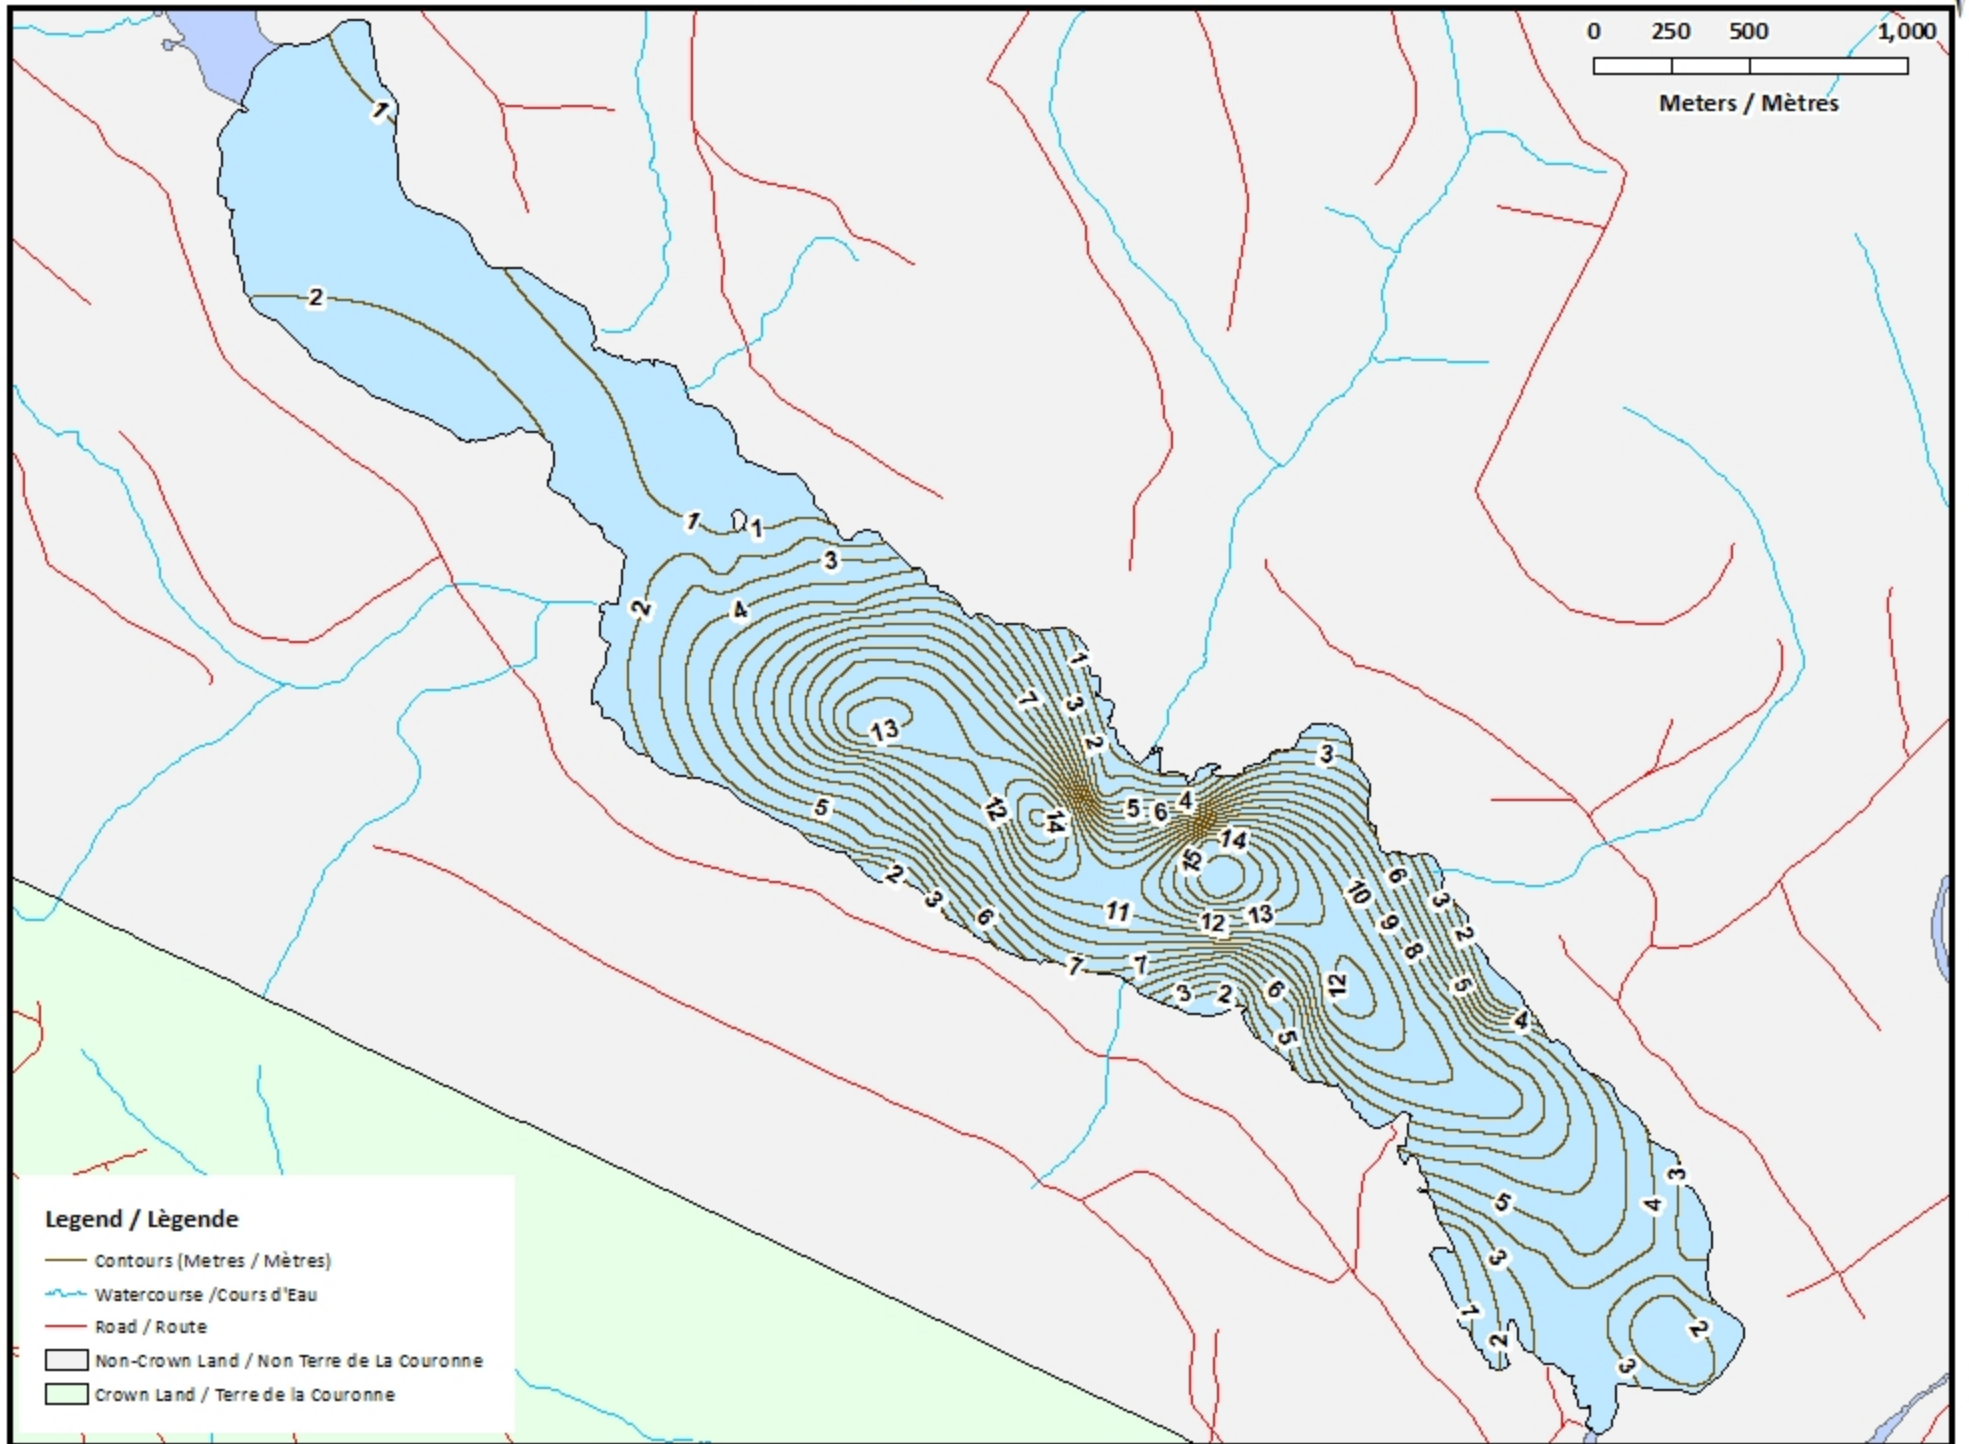 0 250 500 1,000
Meters / Mètres
1
2
1 1
3
2 4
1
7 3
13 2
3
5 12 14 5 6 4
14
15
2 3 6 11 12 13 10 9 8 6 3 2
7 7 3 2 6 12 5
5 4
3
5 4
3
1 2 2
3
Legend / Lègende
Contours (Metres / Mètres)
Watercourse /Cours d'Eau
Road / Route
Non-Crown Land / Non Terre de La Couronne
Crown Land / Terre de la Couronne